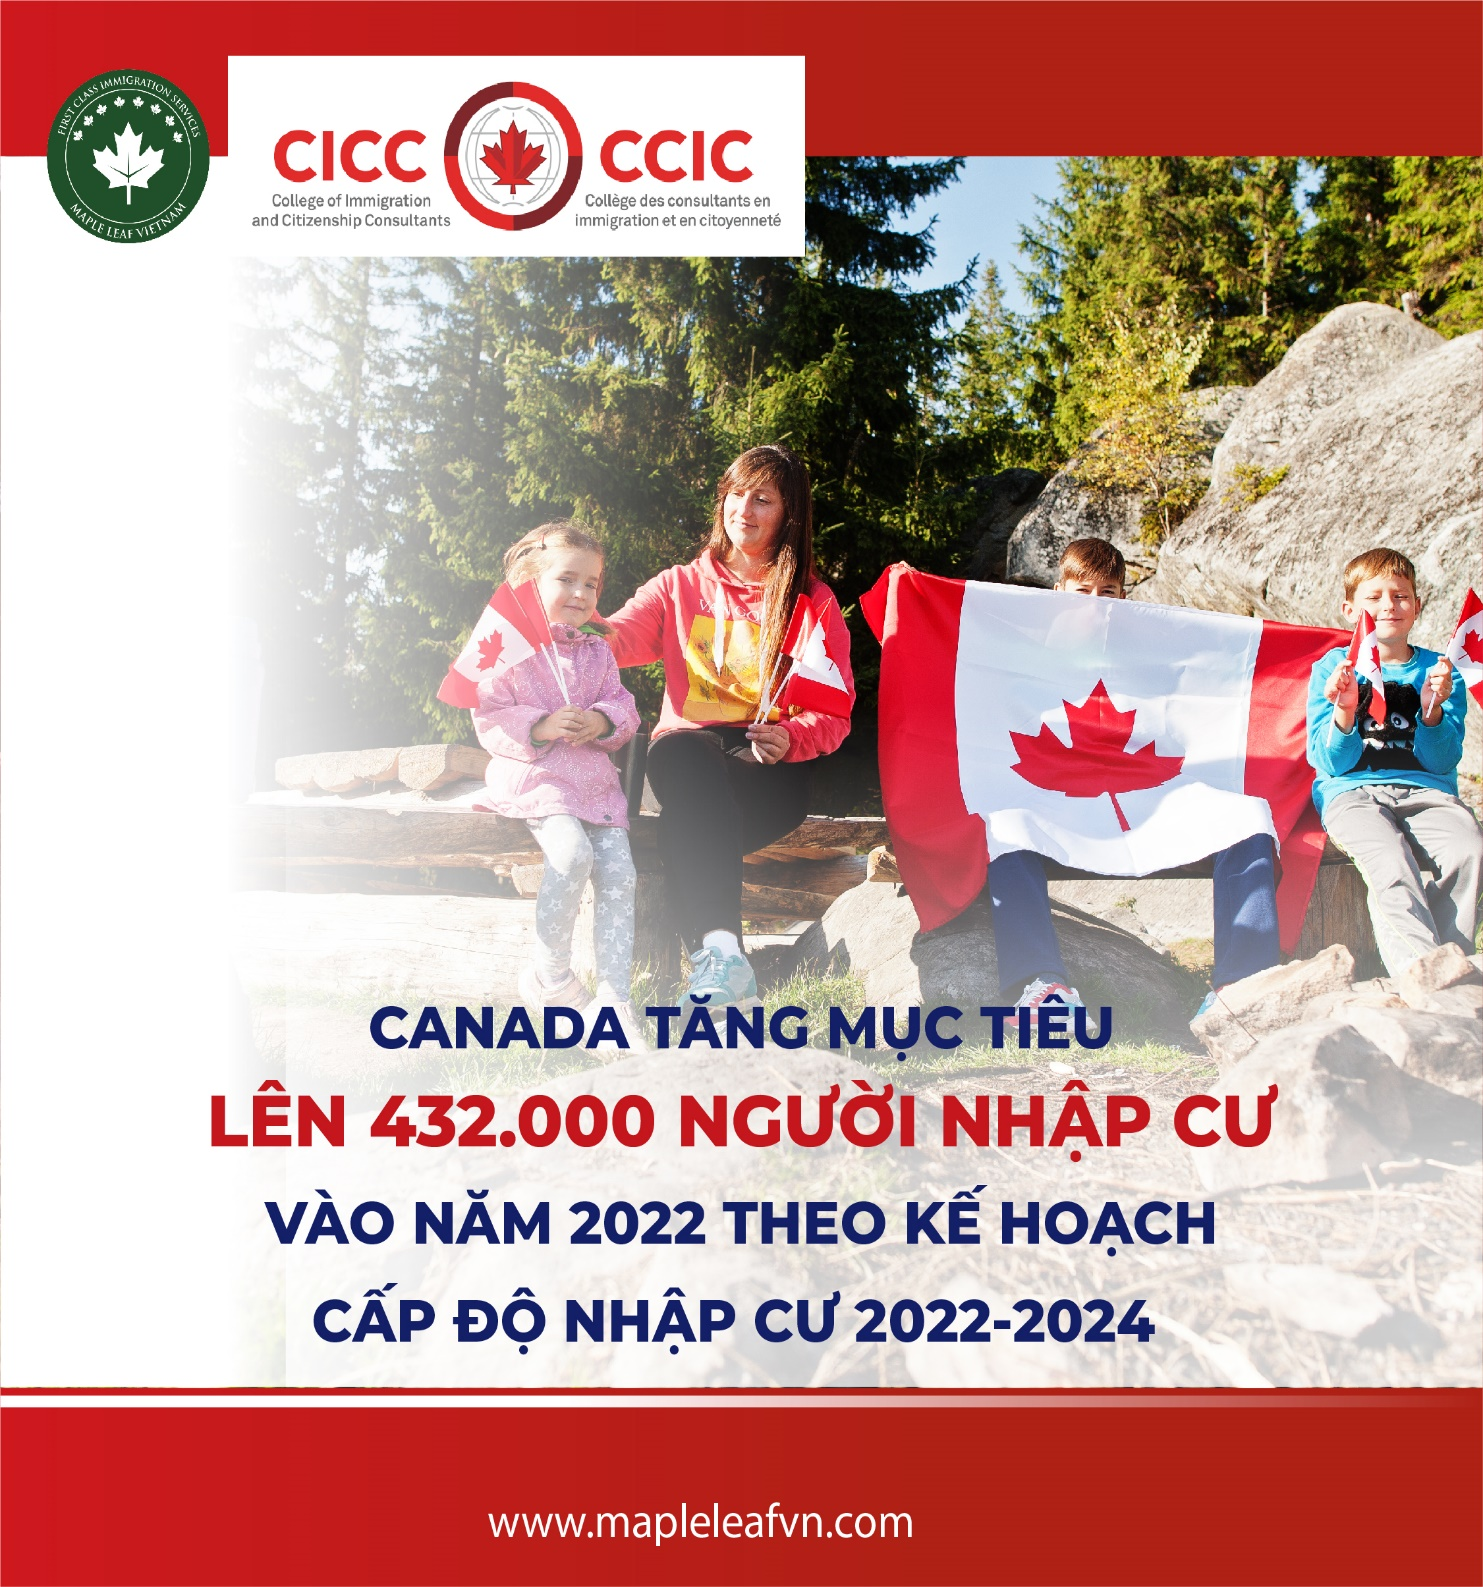 FIRST CLASS IMMIGRATION SERVICES
MAPLE LEAF VIETNAM
CICC
College of Immigration
and Citizenship Consultants
CCIC
Collège des consultants en
immigration et en citoyenneté
CANADA TĂNG MỤC TIÊU
LÊN 432.000 NGƯỜI NHẬP CƯ
VÀO NĂM 2022 THEO KẾ HOẠCH
CẤP ĐỘ NHẬP CƯ 2022-2024
www.mapleleafvn.com